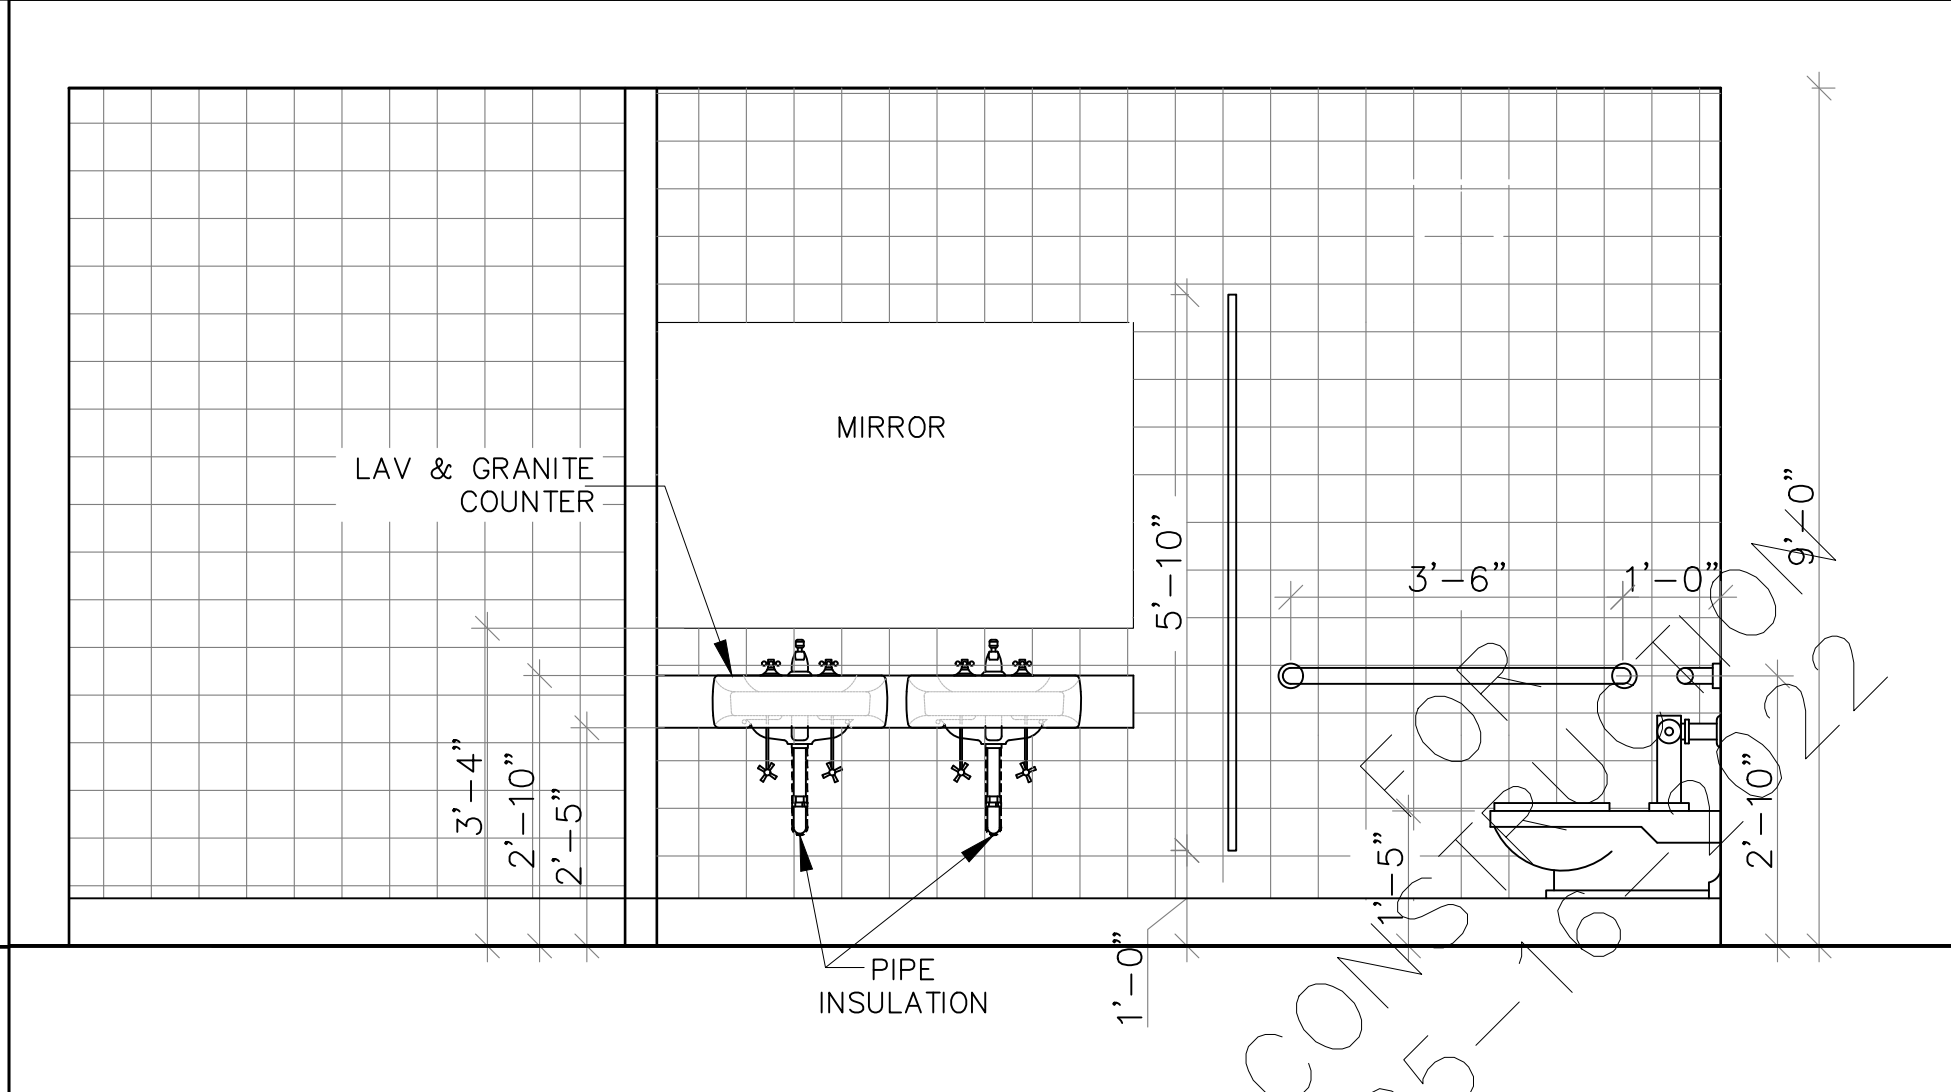 MIRROR
LAV & GRANITE
COUNTER
5'-10"
3'-6"
1'-0"
9'-0"
3'-4"
2'-10"
2'-5"
1'-5"
2'-10"
1'-0"
PIPE
INSULATION
FOR
CONSTRUCTION